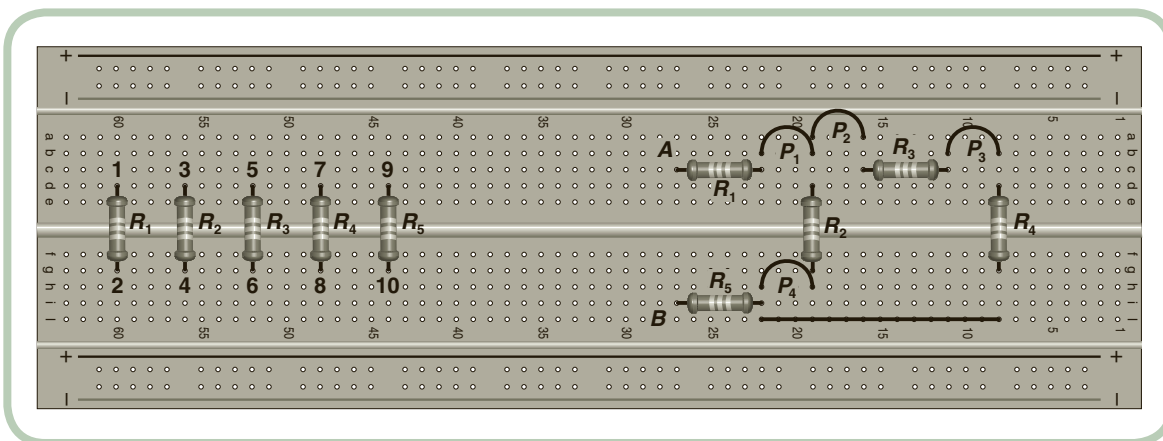 + +
– –
60 55 50 45 40 35 30 25 20 15 10 5 1
a a
b b
c c
d d
e e
1 3 5 7 9
R1 R2 R3 R4 R5
2 4 6 8 10
A R1 P1 P2 R3 P3
R2 R4
B R5 P4
f f
g g
h h
i i
l l
60 55 50 45 40 35 30 25 20 15 10 5 1
+ +
– –